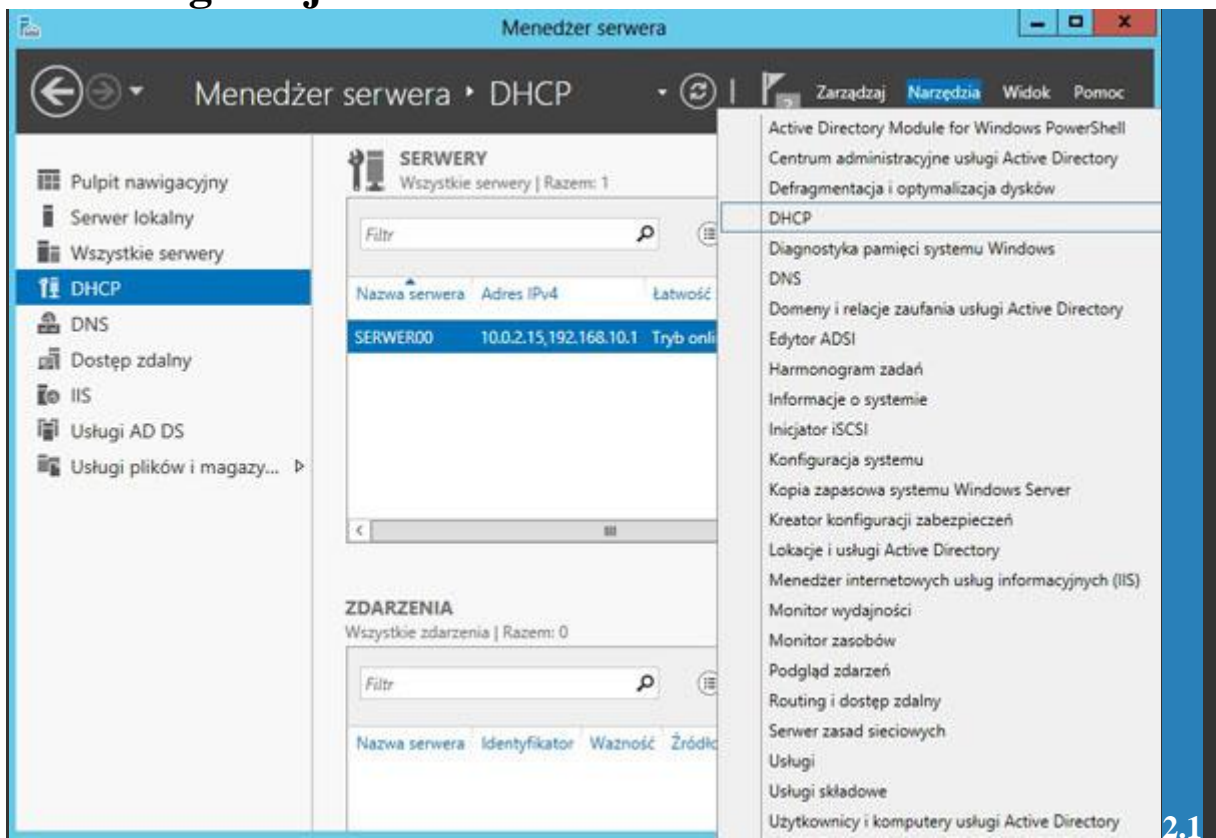 Menedżer serwera
Menedżer serwera DHCP
Zarządzaj Narzędzia Widok Pomoc
Pulpit nawigacyjny
Serwer lokalny
Wszystkie serwery
DHCP
DNS
Dostęp zdalny
IIS
Usługi AD DS
Usługi plików i magazy...
SERWERY
Wszystkie serwery | Razem: 1
Filtr
Nazwa serwera Adres IPv4 Łatwość
SERWER00 10.0.2.15,192.168.10.1 Tryb onli
ZDARZENIA
Wszystkie zdarzenia | Razem: 0
Filtr
Nazwa serwera Identyfikator Ważność Źródło
Active Directory Module for Windows PowerShell
Centrum administracyjne usługi Active Directory
Defragmentacja i optymalizacja dysków
DHCP
Diagnostyka pamięci systemu Windows
DNS
Domeny i relacje zaufania usługi Active Directory
Edytor ADSI
Harmonogram zadań
Informacje o systemie
Inicjator iSCSI
Konfiguracja systemu
Kopia zapasowa systemu Windows Server
Kreator konfiguracji zabezpieczeń
Lokacje i usługi Active Directory
Menedżer internetowych usług informacyjnych (IIS)
Monitor wydajności
Monitor zasobów
Podgląd zdarzeń
Routing i dostęp zdalny
Serwer zasad sieciowych
Usługi
Usługi składowe
Użytkownicy i komputery usługi Active Directory
2.1